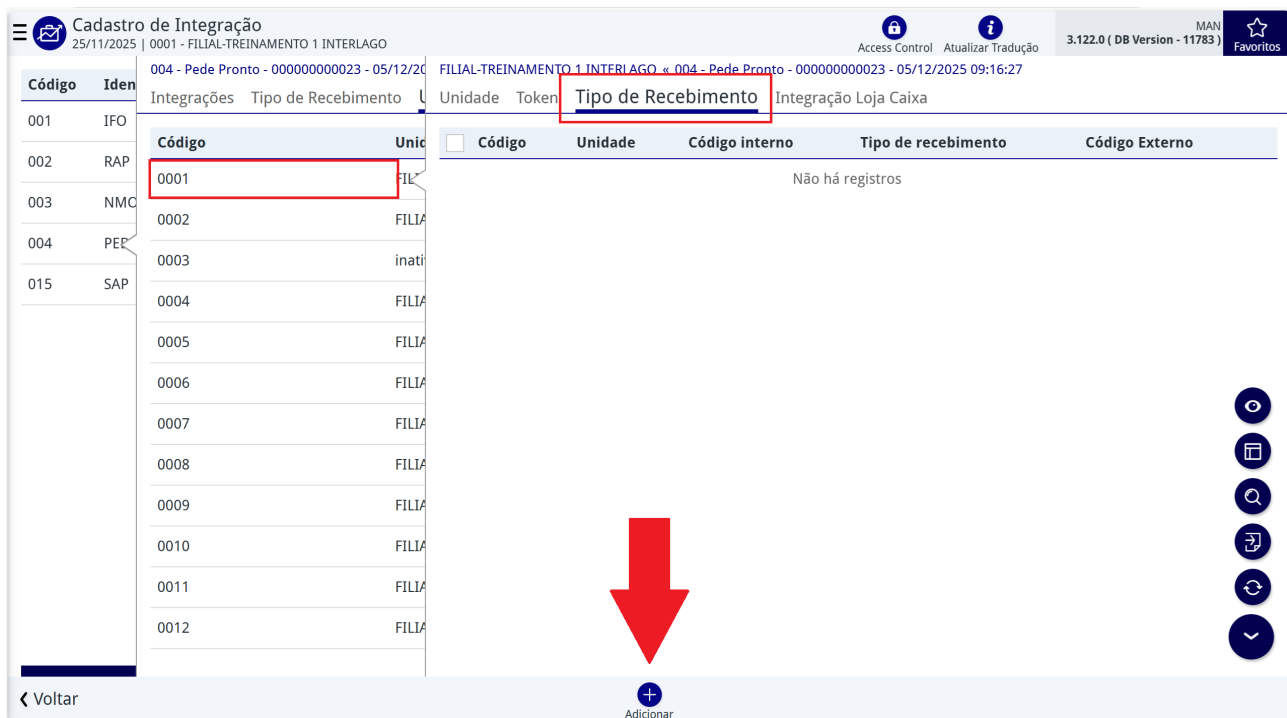 Cadastro de Integração
25/11/2025 | 0001 - FILIAL-TREINAMENTO 1 INTERLAGO
Access Control
Atualizar Tradução
MAN
3.122.0 ( DB Version - 11783 )
Favoritos
Código Iden
001 IFO
002 RAP
003 NMO
004 PED
015 SAP
004 - Pede Pronto - 000000000023 - 05/12/20
Integrações Tipo de Recebimento U
Código Unid
0001 FILI
0002 FILIA
0003 inati
0004 FILIA
0005 FILIA
0006 FILIA
0007 FILIA
0008 FILIA
0009 FILIA
0010 FILIA
0011 FILIA
0012 FILIA
FILIAL-TREINAMENTO 1 INTERLAGO « 004 - Pede Pronto - 000000000023 - 05/12/2025 09:16:27
Unidade Token Tipo de Recebimento Integração Loja Caixa
Código Unidade Código interno Tipo de recebimento Código Externo
Não há registros
Voltar
Adicionar